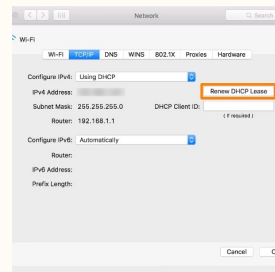 Network
Search
Wi-Fi
Wi-Fi TCP/IP DNS WINS 802.1X Proxies Hardware
Configure IPv4: Using DHCP
IPv4 Address: Renew DHCP Lease
Subnet Mask: 255.255.255.0 DHCP Client ID:
( If required )
Router: 192.168.1.1
Configure IPv6: Automatically
Router:
IPv6 Address:
Prefix Length:
Cancel